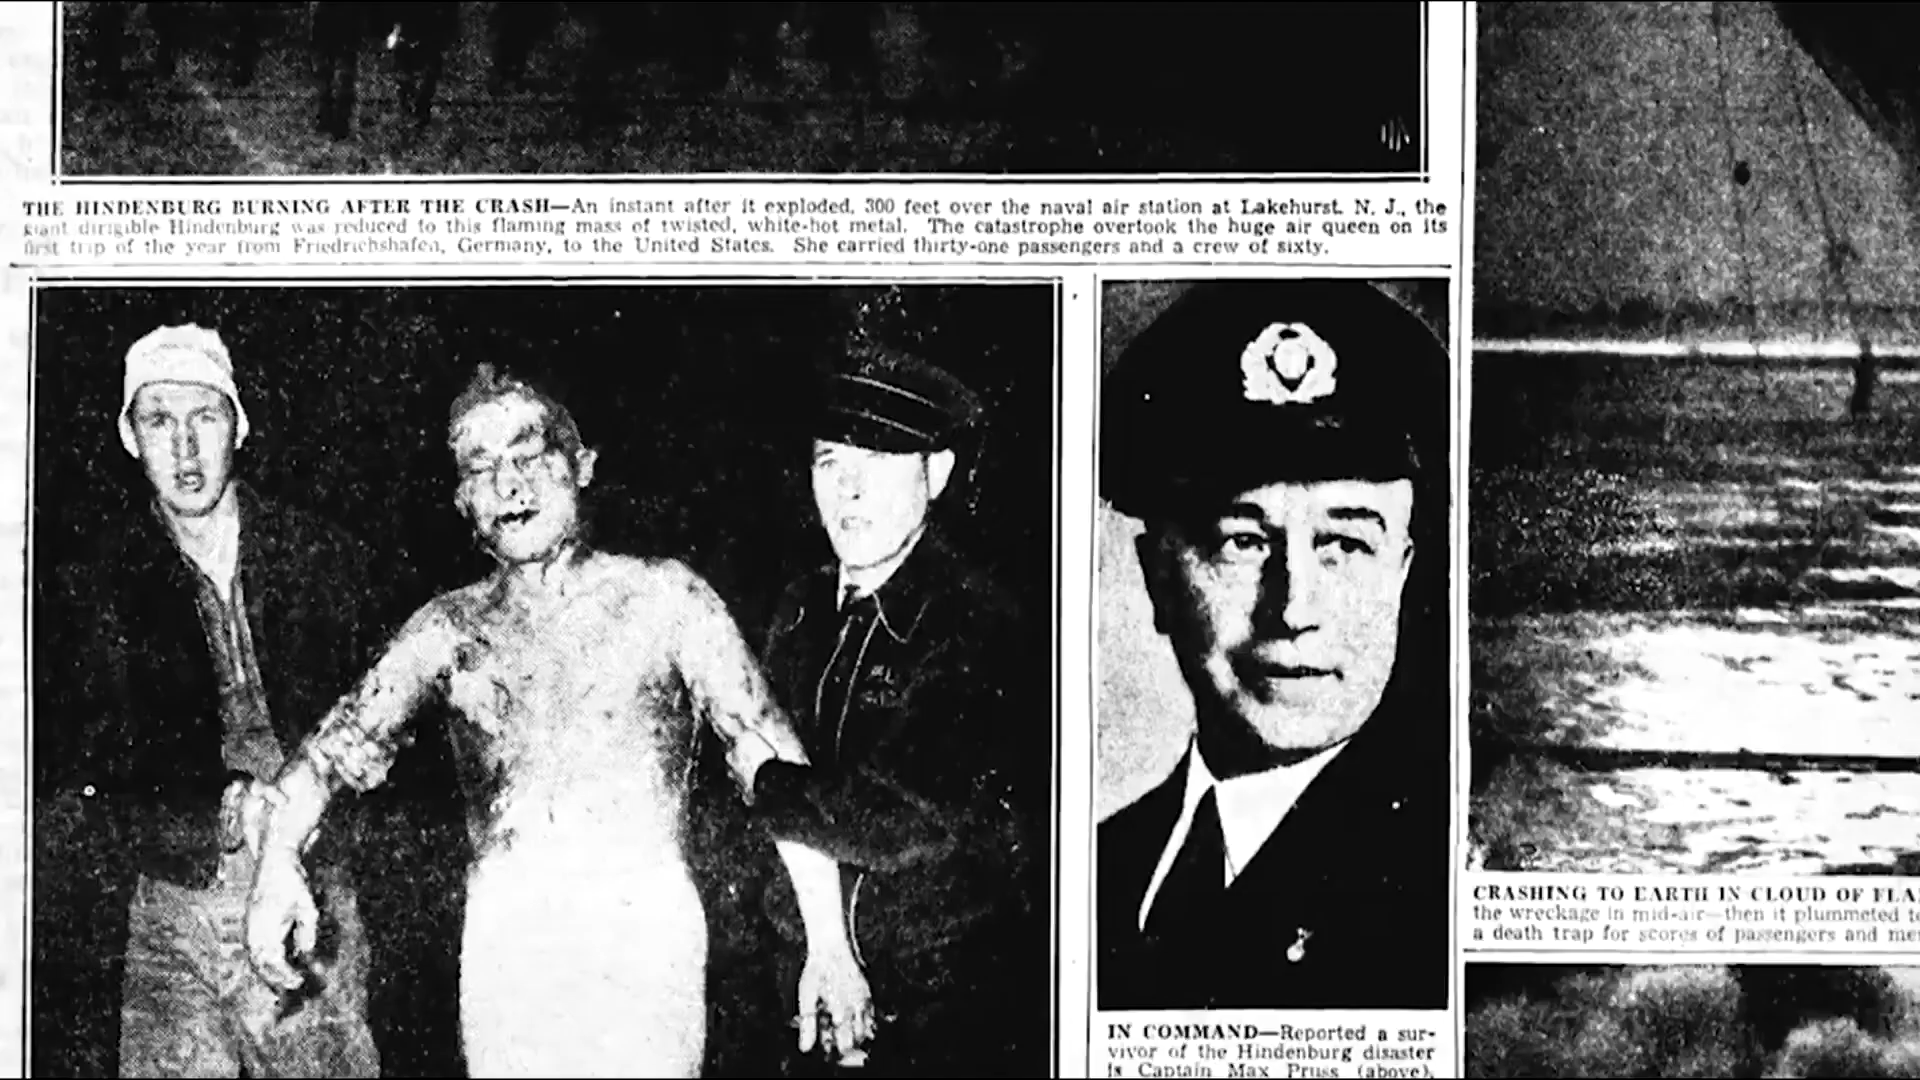 THE HINDENBURG BURNING AFTER THE CRASH—An instant after it exploded, 300 feet over the naval air station at Lakehurst, N. J., the
giant dirigible Hindenburg was reduced to this flaming mass of twisted, white-hot metal. The catastrophe overtook the huge air queen on its
first trip of the year from Friedrichshafen, Germany, to the United States. She carried thirty-one passengers and a crew of sixty.
IN COMMAND—Reported a sur-
vivor of the Hindenburg disaster
is Captain Max Pruss (above),
CRASHING TO EARTH IN CLOUD OF FLA
the wreckage in mid-air—then it plummeted to
a death trap for scores of passengers and me